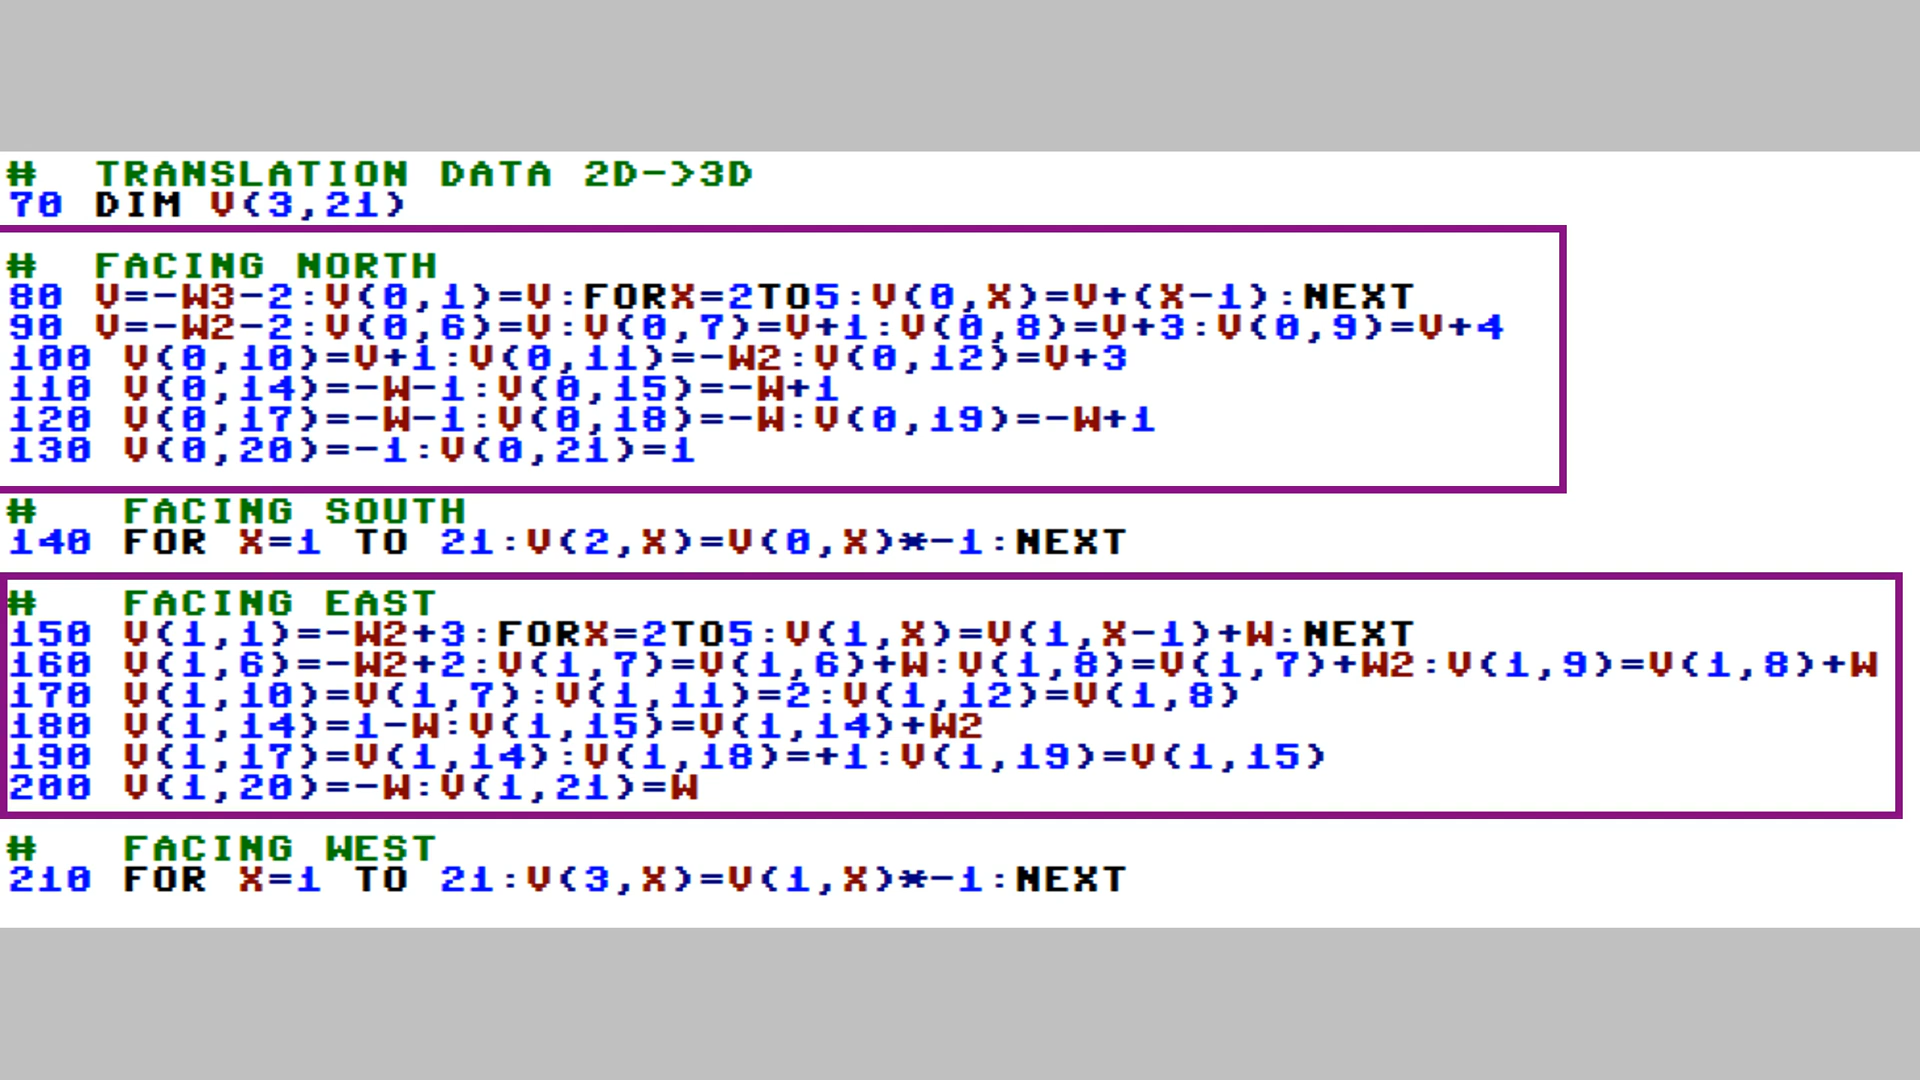 #  TRANSLATION DATA 2D->3D
70 DIM V(3,21)
#  FACING NORTH
80 V=-W3-2:V(0,1)=V:FORX=2TO5:V(0,X)=V+(X-1):NEXT
90 V=-W2-2:V(0,6)=V:V(0,7)=V+1:V(0,8)=V+3:V(0,9)=V+4
100 V(0,10)=V+1:V(0,11)=-W2:V(0,12)=V+3
110 V(0,14)=-W-1:V(0,15)=-W+1
120 V(0,17)=-W-1:V(0,18)=-W:V(0,19)=-W+1
130 V(0,20)=-1:V(0,21)=1
#   FACING SOUTH
140 FOR X=1 TO 21:V(2,X)=V(0,X)*-1:NEXT
#   FACING EAST
150 V(1,1)=-W2+3:FORX=2TO5:V(1,X)=V(1,X-1)+W:NEXT
160 V(1,6)=-W2+2:V(1,7)=V(1,6)+W:V(1,8)=V(1,7)+W2:V(1,9)=V(1,8)+W
170 V(1,10)=V(1,7):V(1,11)=2:V(1,12)=V(1,8)
180 V(1,14)=1-W:V(1,15)=V(1,14)+W2
190 V(1,17)=V(1,14):V(1,18)=+1:V(1,19)=V(1,15)
200 V(1,20)=-W:V(1,21)=W
#   FACING WEST
210 FOR X=1 TO 21:V(3,X)=V(1,X)*-1:NEXT